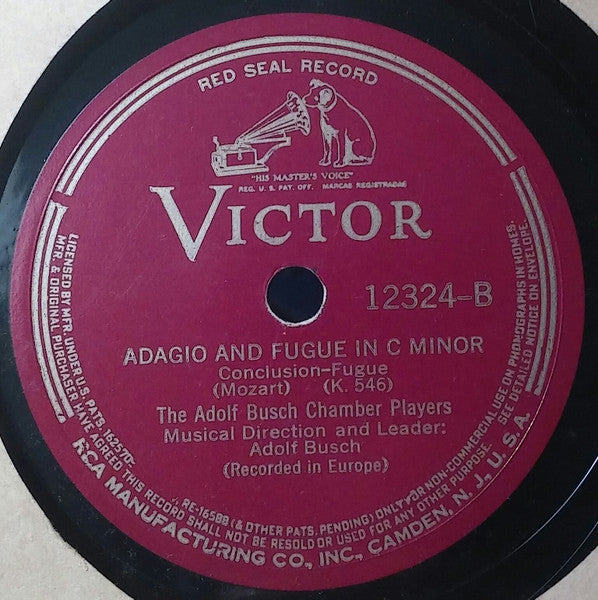 RED SEAL RECORD
"HIS MASTER'S VOICE"
REG. U.S. PAT. OFF. MARCAS REGISTRADAS
VICTOR
12324-B
ADAGIO AND FUGUE IN C MINOR
Conclusion-Fugue
(Mozart) (K. 546)
The Adolf Busch Chamber Players
Musical Direction and Leader:
Adolf Busch
(Recorded in Europe)
LICENSED BY MFR. UNDER U.S. PATS. 1625705, RE-16588 (& OTHER PATS. PENDING) ONLY FOR NON-COMMERCIAL USE ON PHONOGRAPHS IN HOMES.
MFR. & ORIGINAL PURCHASER HAVE AGREED THIS RECORD SHALL NOT BE RESOLD OR USED FOR ANY OTHER PURPOSE. SEE DETAILED NOTICE ON ENVELOPE.
RCA MANUFACTURING CO., INC., CAMDEN, N.J., U.S.A.